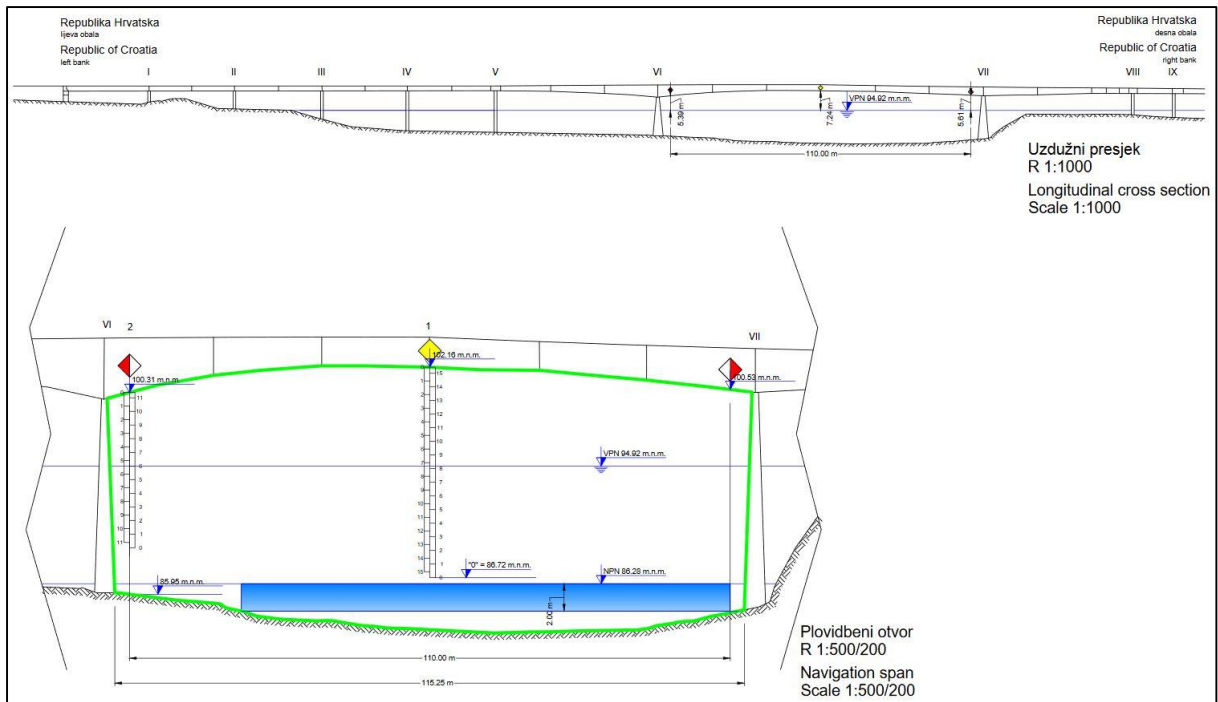 Republika Hrvatska
lijeva obala
Republic of Croatia
left bank
Republika Hrvatska
desna obala
Republic of Croatia
right bank
I II III IV V VI VII VIII IX
VPN 94.92 m.n.m.
5.39 m
7.24 m
5.61 m
110.00 m
Uzdužni presjek
R 1:1000
Longitudinal cross section
Scale 1:1000
VI 2 1 VII
102.16 m.n.m.
100.31 m.n.m.
100.53 m.n.m.
VPN 94.92 m.n.m.
"0" = 86.72 m.n.m.
NPN 86.28 m.n.m.
85.95 m.n.m.
2.00 m
110.00 m
115.25 m
Plovidbeni otvor
R 1:500/200
Navigation span
Scale 1:500/200